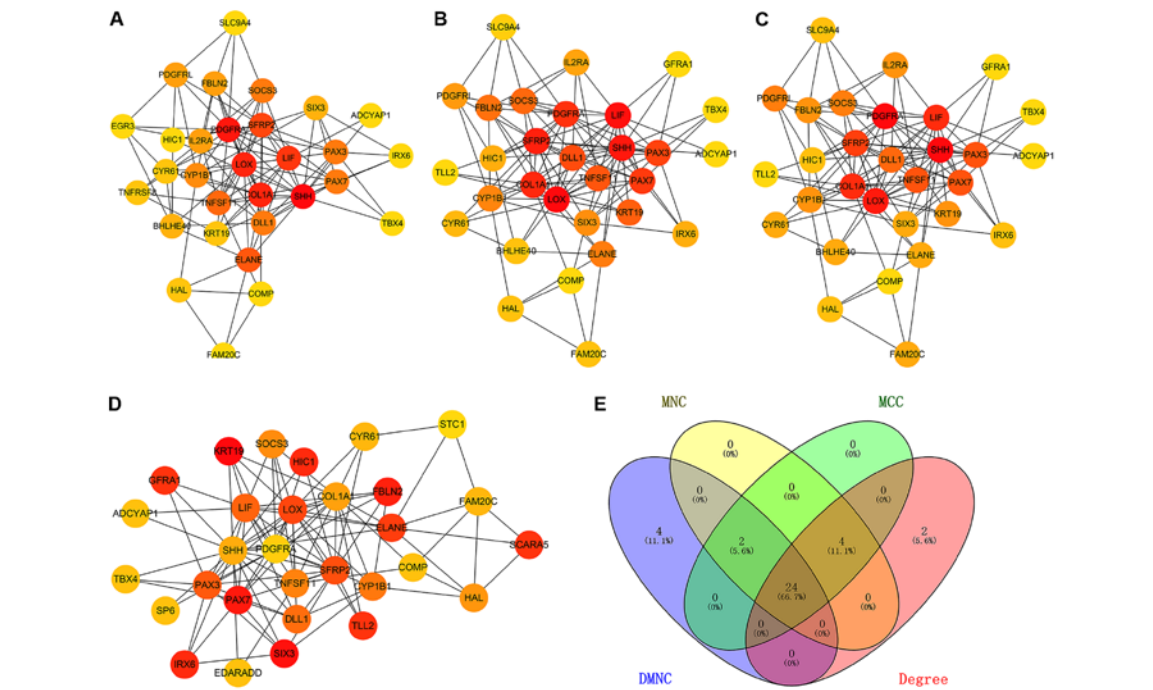 A
SLC9A4
PDGFRL
FBLN2
SOCS3
SIX3
ADCYAP1
EGR3
HIC1
IL2RA
PDGFRA
SFRP2
PAX3
IRX6
CYR61
CYP1B1
LOX
LIF
PAX7
COL1A1
SHH
TNFSF11
BHLHE40
KRT19
DLL1
TBX4
ELANE
HAL
COMP
FAM20C
B
SLC9A4
IL2RA
GFRA1
PDGFRL
FBLN2
SOCS3
PDGFRA
LIF
TBX4
SFRP2
SHH
PAX3
ADCYAP1
HIC1
DLL1
TLL2
COL1A1
TNFSF11
PAX7
CYP1B1
LOX
KRT19
CYR61
SIX3
IRX6
BHLHE40
ELANE
COMP
HAL
FAM20C
C
SLC9A4
IL2RA
GFRA1
PDGFRL
FBLN2
SOCS3
PDGFRA
LIF
TBX4
SFRP2
SHH
PAX3
ADCYAP1
HIC1
DLL1
TLL2
COL1A1
TNFSF11
PAX7
CYP1B1
LOX
KRT19
CYR61
SIX3
IRX6
BHLHE40
ELANE
COMP
HAL
FAM20C
D
STC1
CYR61
SOCS3
KRT19
HIC1
GFRA1
FBLN2
COL1A1
FAM20C
ADCYAP1
LIF
LOX
ELANE
SCARA5
SHH
PDGFRA
TBX4
SFRP2
COMP
PAX3
TNFSF11
CYP1B1
HAL
SP6
PAX7
DLL1
TLL2
SIX3
IRX6
EDARADD
E
MNC
MCC
0
(0%)
0
(0%)
0
(0%)
0
(0%)
0
(0%)
4
(11.1%)
2
(5.6%)
4
(11.1%)
2
(5.6%)
24
(66.7%)
0
(0%)
0
(0%)
0
(0%)
0
(0%)
0
(0%)
DMNC
Degree